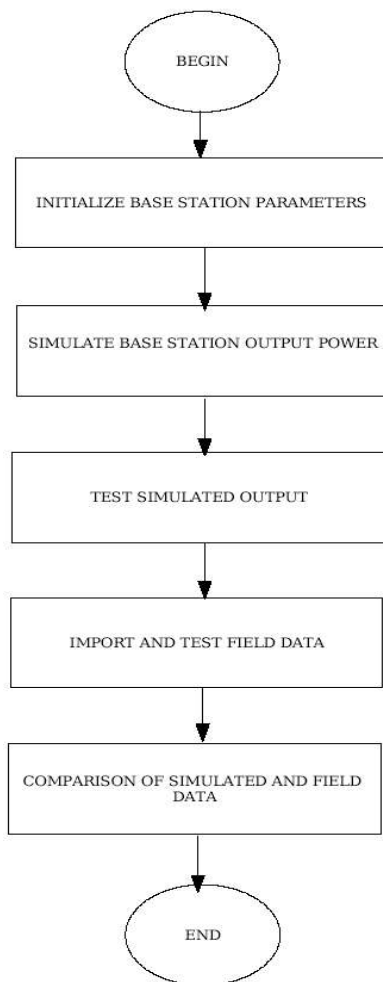 BEGIN
INITIALIZE BASE STATION PARAMETERS
SIMULATE BASE STATION OUTPUT POWER
TEST SIMULATED OUTPUT
IMPORT AND TEST FIELD DATA
COMPARISON OF SIMULATED AND FIELD
DATA
END